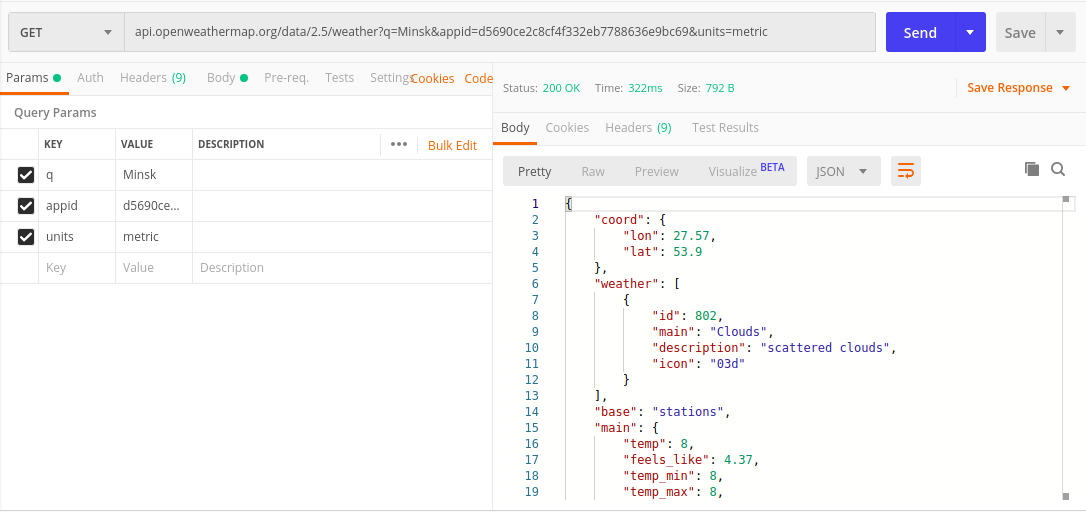 GET
api.openweathermap.org/data/2.5/weather?q=Minsk&appid=d5690ce2c8cf4f332eb7788636e9bc69&units=metric
Send
Save
Params
Auth
Headers (9)
Body
Pre-req.
Tests
Settings
Cookies
Code
Query Params
KEY VALUE DESCRIPTION
Bulk Edit
q Minsk
appid d5690ce...
units metric
Key Value Description
Status: 200 OK Time: 322ms Size: 792 B
Save Response
Body Cookies Headers (9) Test Results
Pretty Raw Preview Visualize BETA JSON
1 {
2 "coord": {
3 "lon": 27.57,
4 "lat": 53.9
5 },
6 "weather": [
7 {
8 "id": 802,
9 "main": "Clouds",
10 "description": "scattered clouds",
11 "icon": "03d"
12 }
13 ],
14 "base": "stations",
15 "main": {
16 "temp": 8,
17 "feels_like": 4.37,
18 "temp_min": 8,
19 "temp_max": 8,